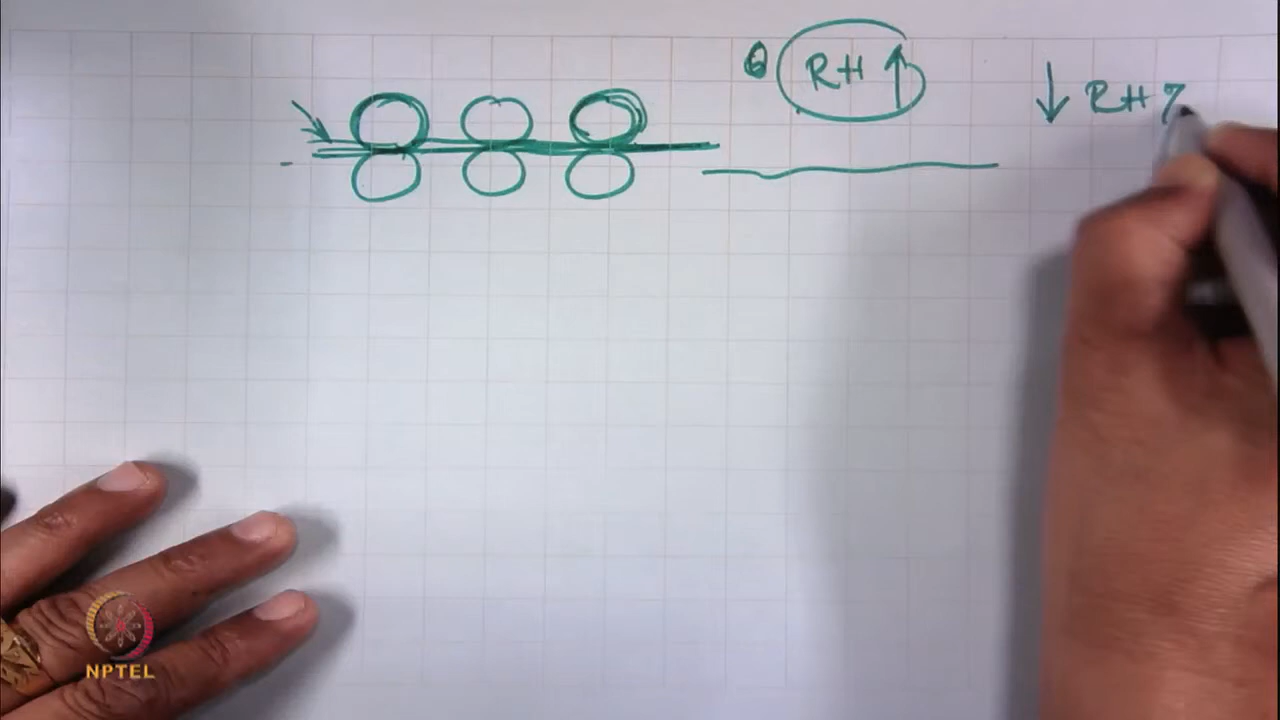 RH ↑
↓ RH %
NPTEL